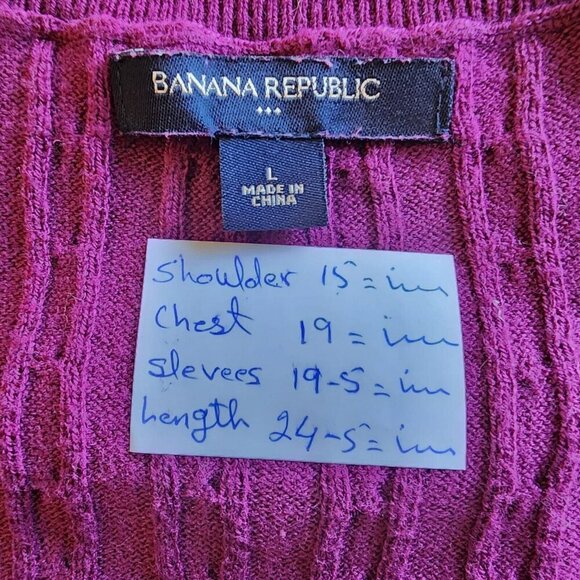 BANANA REPUBLIC
L
MADE IN
CHINA
Shoulder 15 = in
Chest 19 = in
slevees 19-5 = in
Length 24-5 = in